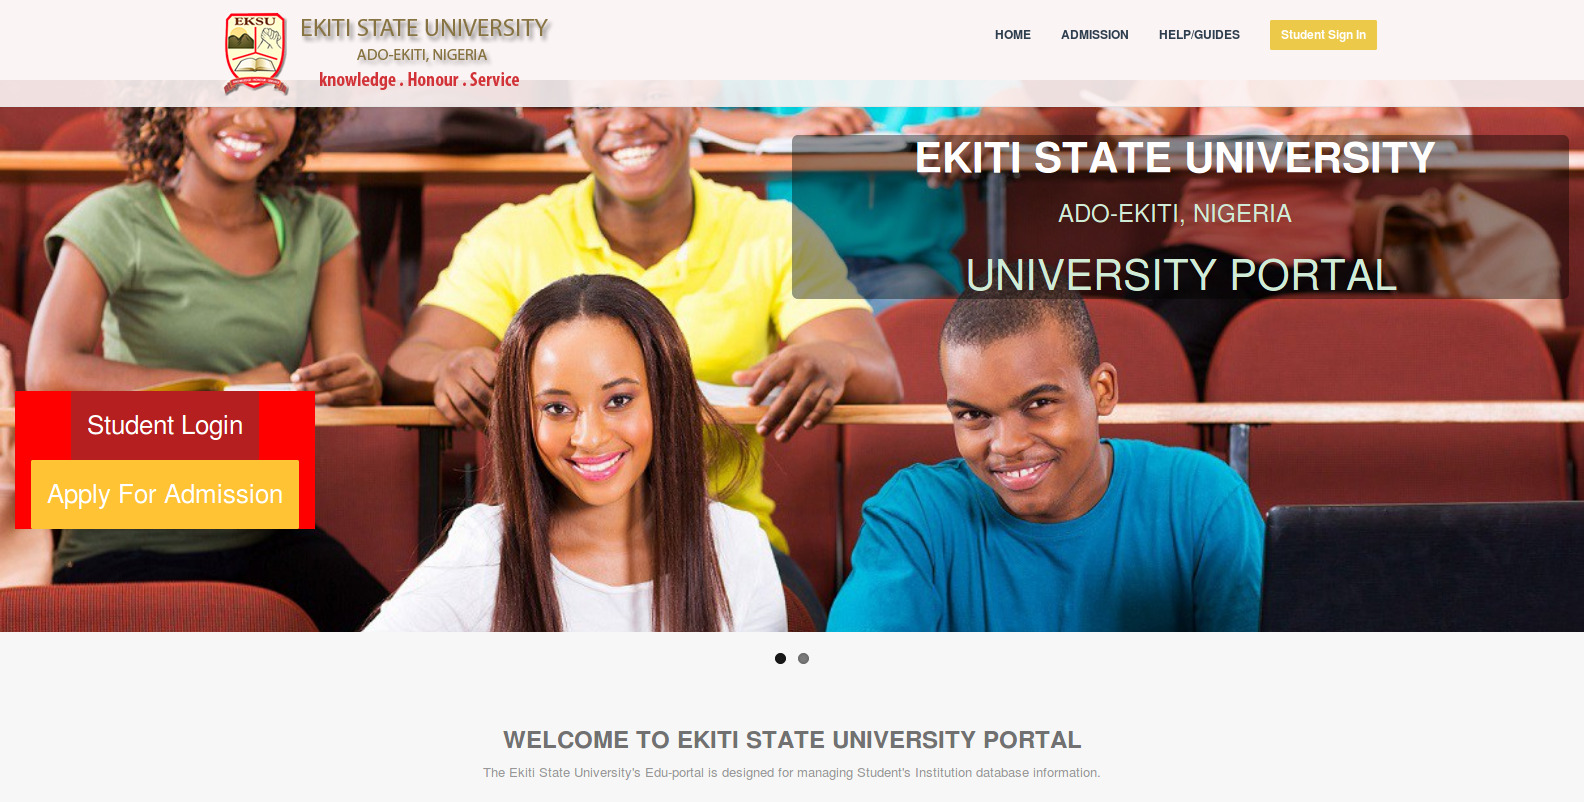 EKSU
EKITI STATE UNIVERSITY
ADO-EKITI, NIGERIA
knowledge . Honour . Service
HOME
ADMISSION
HELP/GUIDES
Student Sign In
EKITI STATE UNIVERSITY
ADO-EKITI, NIGERIA
UNIVERSITY PORTAL
Student Login
Apply For Admission
WELCOME TO EKITI STATE UNIVERSITY PORTAL
The Ekiti State University's Edu-portal is designed for managing Student's Institution database information.